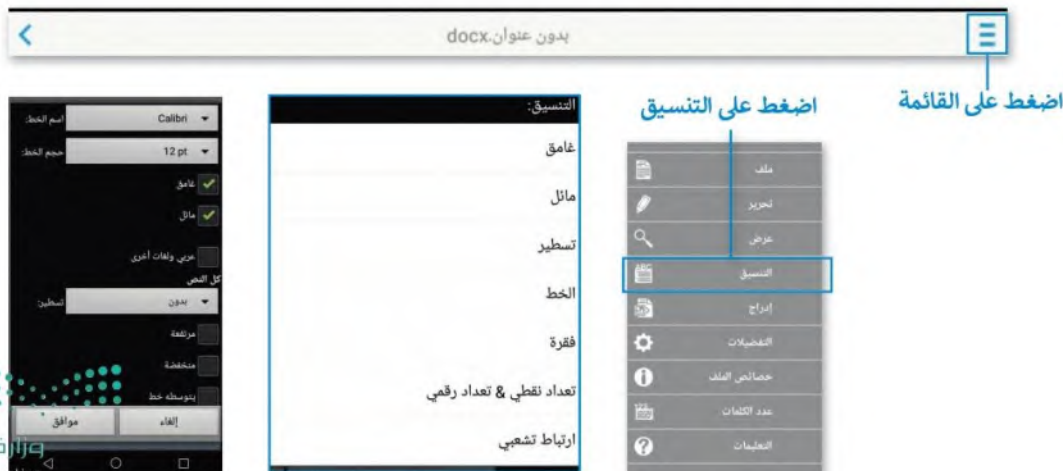 بدون عنوان.docx
اضغط على القائمة
اضغط على التنسيق
ملف
تحرير
عرض
التنسيق
إدراج
التفضيلات
خصائص الملف
عدد الكلمات
التعليمات
التنسيق:
غامق
مائل
تسطير
الخط
فقرة
تعداد نقطي & تعداد رقمي
ارتباط تشعبي
اسم الخط: Calibri
حجم الخط: 12 pt
غامق
مائل
عربي ولغات أخرى
كل النص
تسطير: بدون
مرتفعة
منخفضة
يتوسطه خط
إلغاء موافق